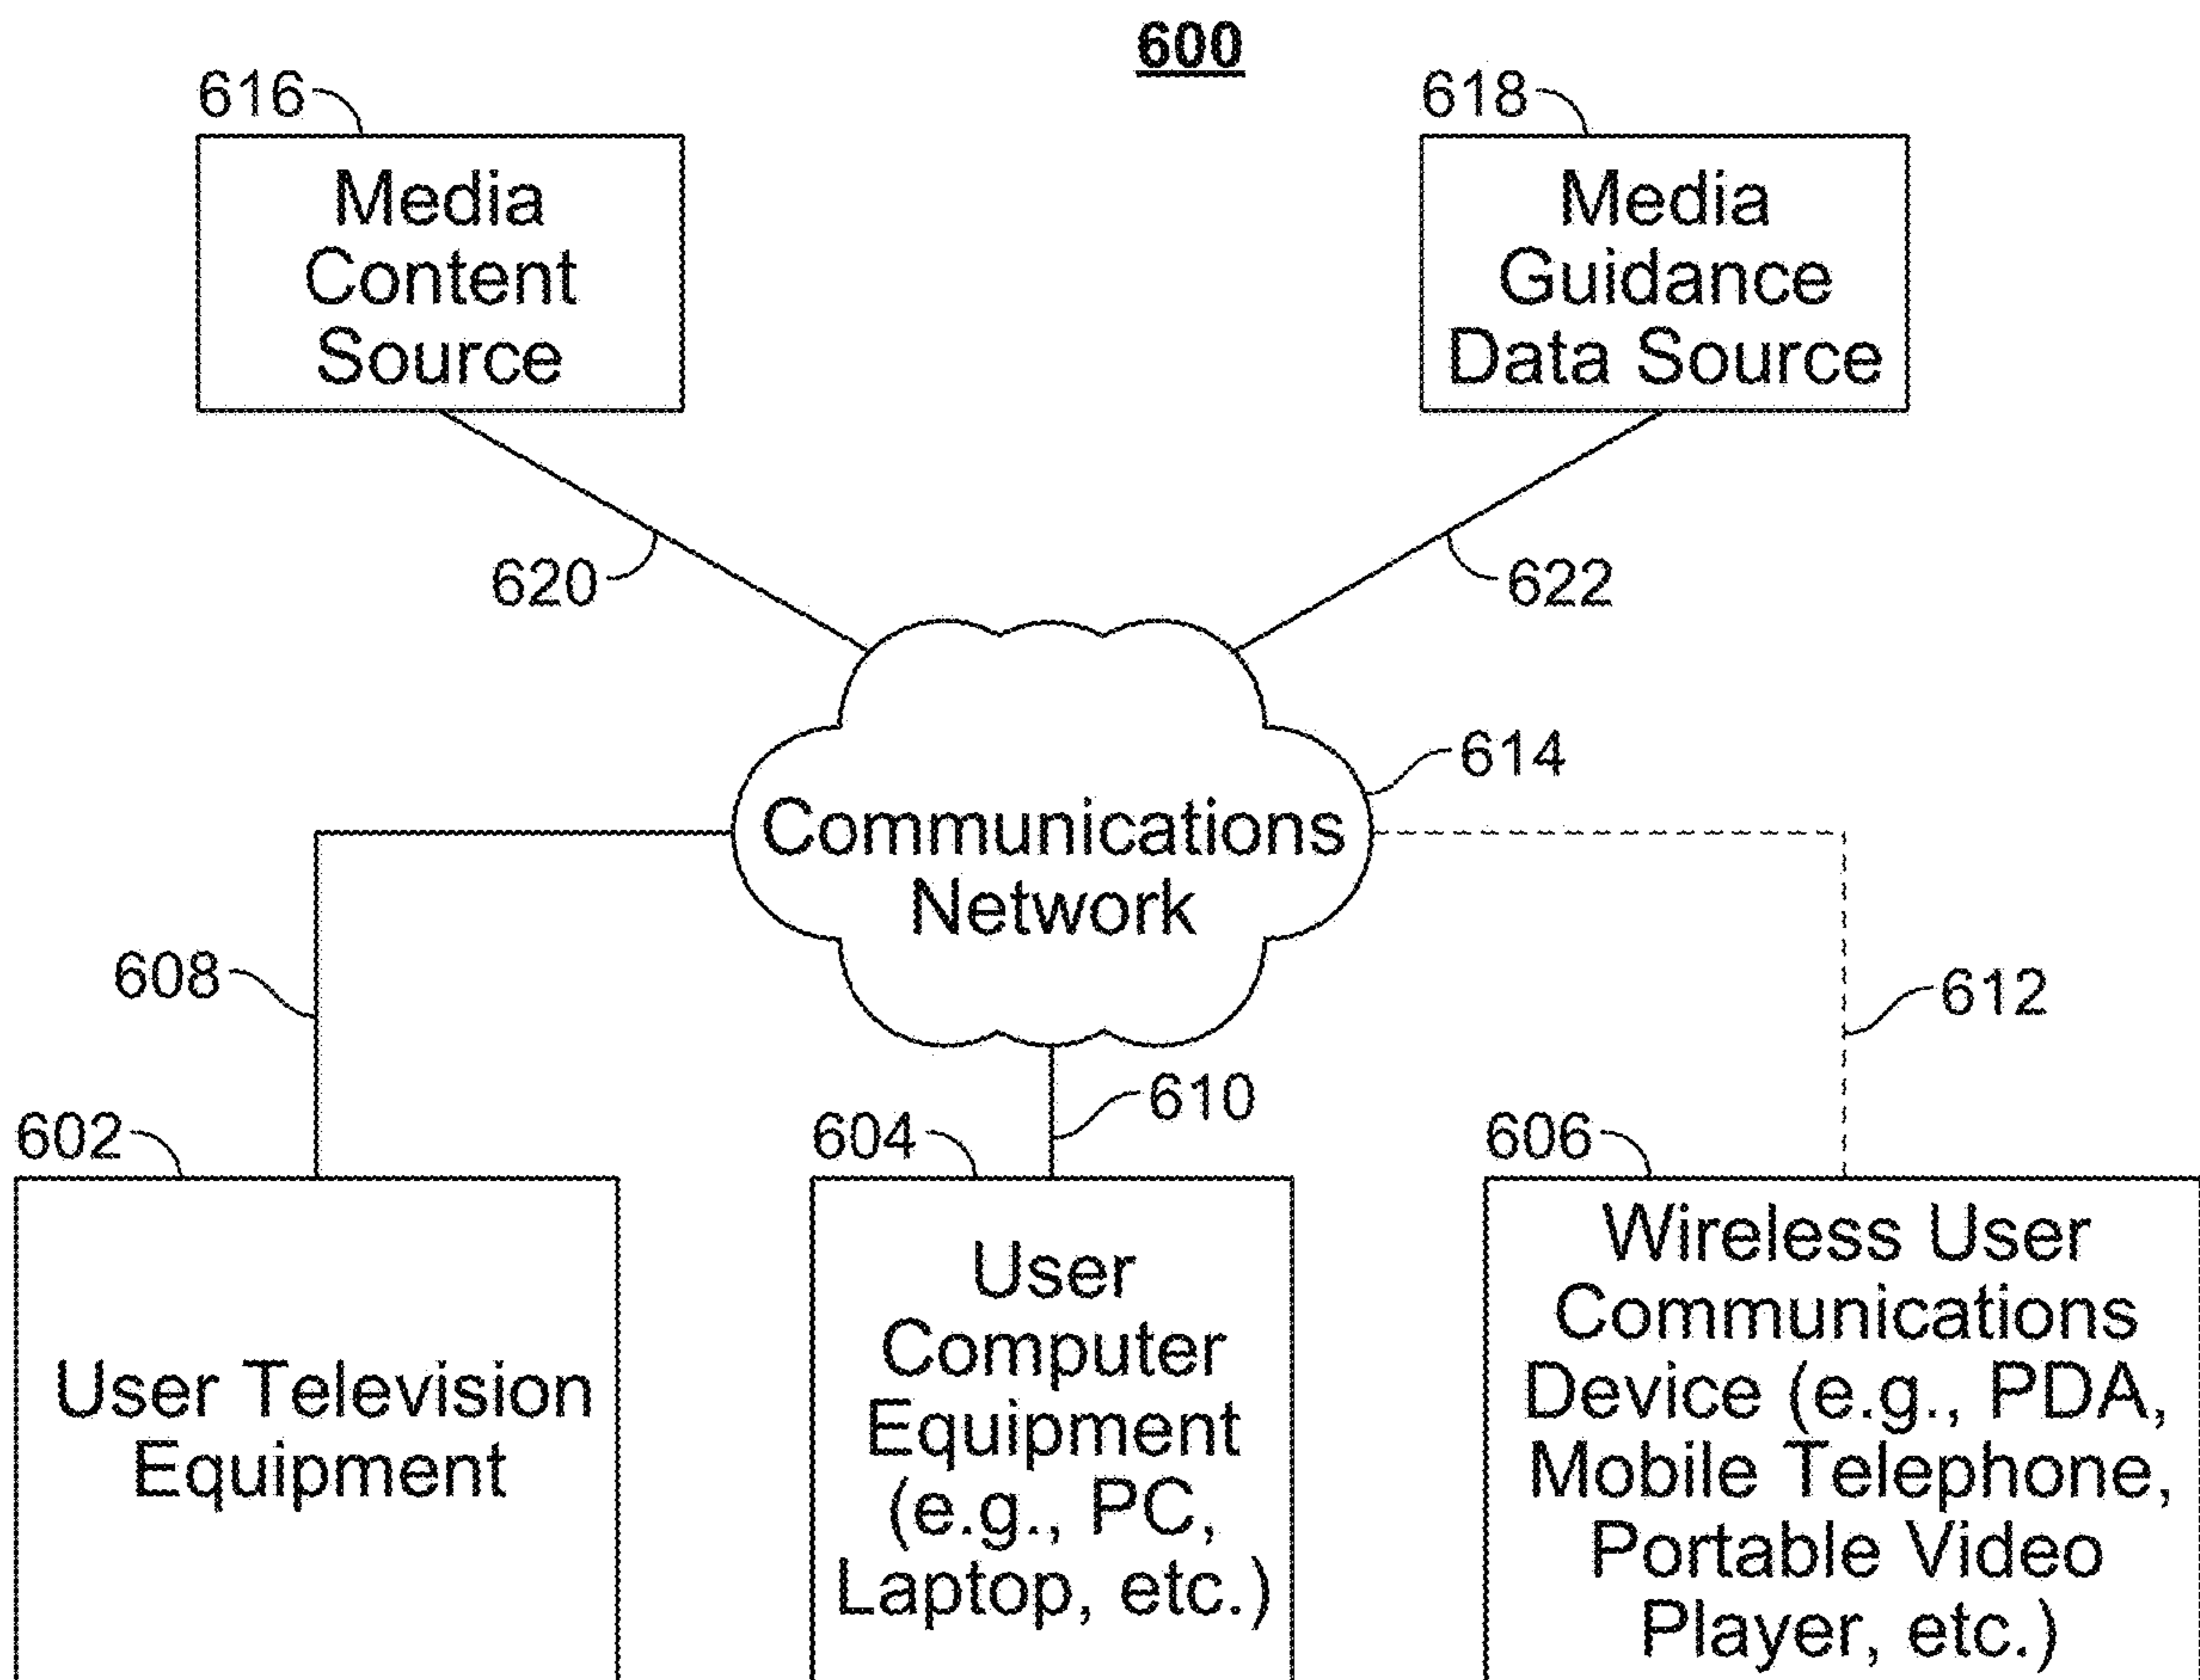 600
616
618
Media
Content
Source
Media
Guidance
Data Source
620
622
614
Communications
Network
608
612
610
602
604
606
User Television
Equipment
User
Computer
Equipment
(e.g., PC,
Laptop, etc.)
Wireless User
Communications
Device (e.g., PDA,
Mobile Telephone,
Portable Video
Player, etc.)